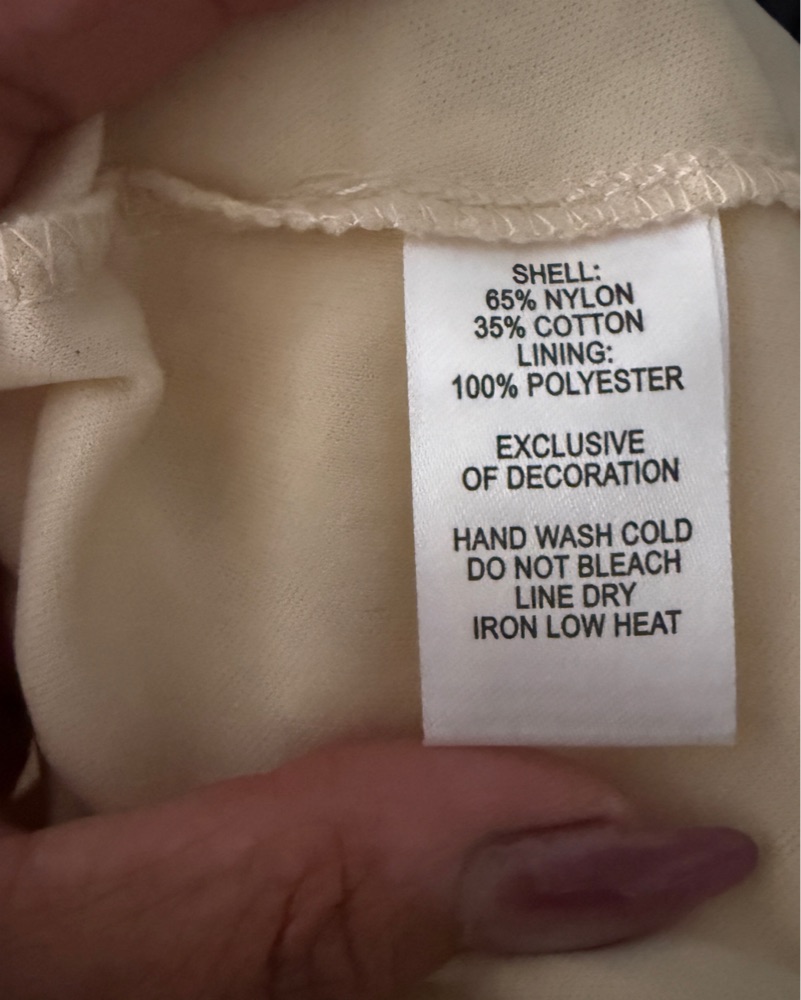 SHELL:
65% NYLON
35% COTTON
LINING:
100% POLYESTER
EXCLUSIVE
OF DECORATION
HAND WASH COLD
DO NOT BLEACH
LINE DRY
IRON LOW HEAT